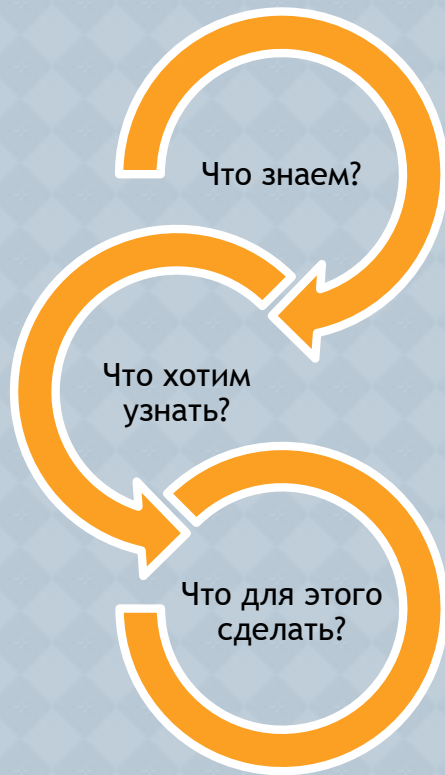 Что знаем?
Что хотим
узнать?
Что для этого
сделать?